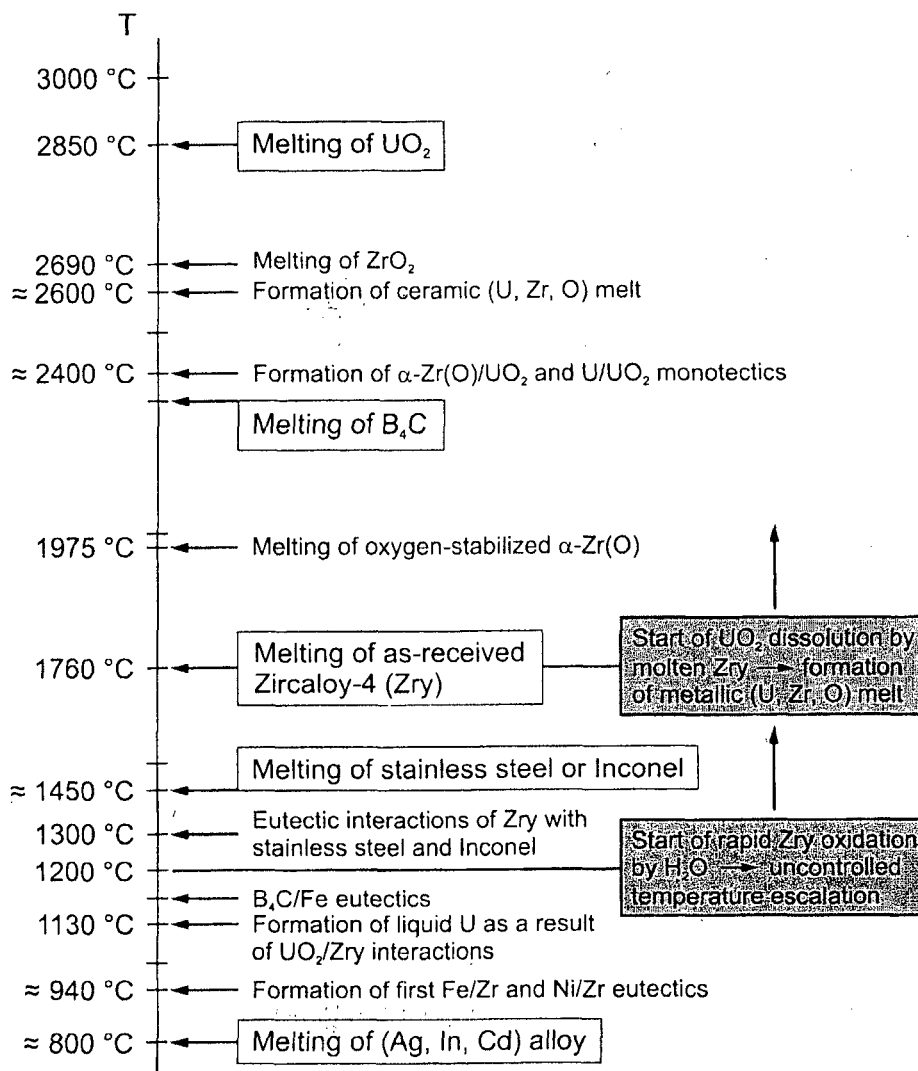 T
3000 °C
2850 °C
Melting of UO₂
2690 °C
Melting of ZrO₂
≈ 2600 °C
Formation of ceramic (U, Zr, O) melt
≈ 2400 °C
Formation of α-Zr(O)/UO₂ and U/UO₂ monotectics
Melting of B₄C
1975 °C
Melting of oxygen-stabilized α-Zr(O)
1760 °C
Melting of as-received
Zircaloy-4 (Zry)
Start of UO₂ dissolution by
molten Zry → formation
of metallic (U, Zr, O) melt
Melting of stainless steel or Inconel
≈ 1450 °C
1300 °C
Eutectic interactions of Zry with
stainless steel and Inconel
1200 °C
Start of rapid Zry oxidation
by H₂O → uncontrolled
temperature escalation
B₄C/Fe eutectics
1130 °C
Formation of liquid U as a result
of UO₂/Zry interactions
≈ 940 °C
Formation of first Fe/Zr and Ni/Zr eutectics
≈ 800 °C
Melting of (Ag, In, Cd) alloy